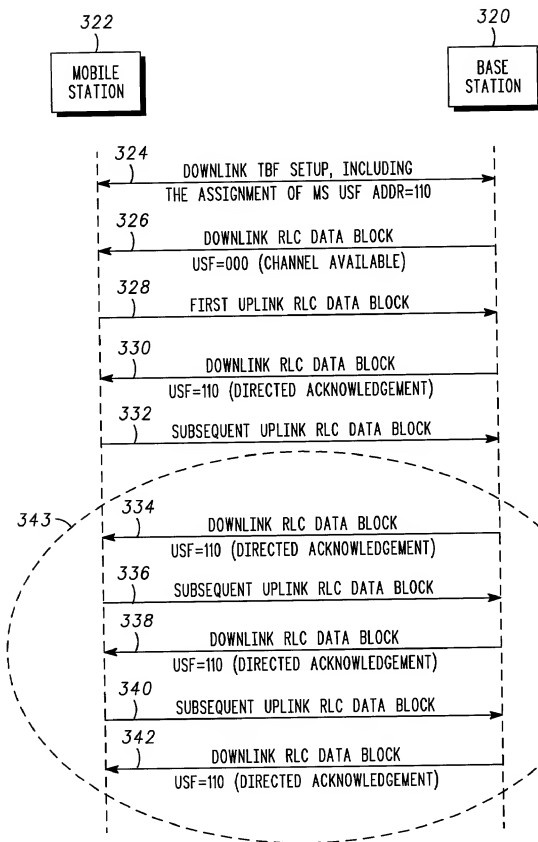 322
320
MOBILE
STATION
BASE
STATION
324
DOWNLINK TBF SETUP, INCLUDING
THE ASSIGNMENT OF MS USF ADDR=110
326
DOWNLINK RLC DATA BLOCK
USF=000 (CHANNEL AVAILABLE)
328
FIRST UPLINK RLC DATA BLOCK
330
DOWNLINK RLC DATA BLOCK
USF=110 (DIRECTED ACKNOWLEDGEMENT)
332
SUBSEQUENT UPLINK RLC DATA BLOCK
343
334
DOWNLINK RLC DATA BLOCK
USF=110 (DIRECTED ACKNOWLEDGEMENT)
336
SUBSEQUENT UPLINK RLC DATA BLOCK
338
DOWNLINK RLC DATA BLOCK
USF=110 (DIRECTED ACKNOWLEDGEMENT)
340
SUBSEQUENT UPLINK RLC DATA BLOCK
342
DOWNLINK RLC DATA BLOCK
USF=110 (DIRECTED ACKNOWLEDGEMENT)